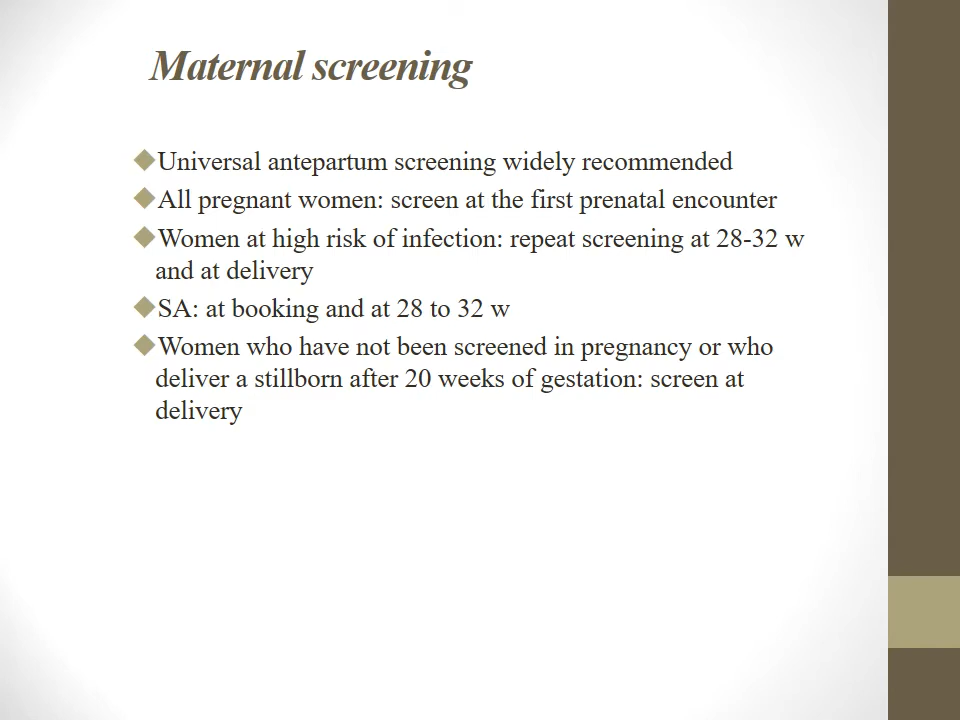 Maternal screening
Universal antepartum screening widely recommended
All pregnant women: screen at the first prenatal encounter
Women at high risk of infection: repeat screening at 28-32 w
and at delivery
SA: at booking and at 28 to 32 w
Women who have not been screened in pregnancy or who
deliver a stillborn after 20 weeks of gestation: screen at
delivery